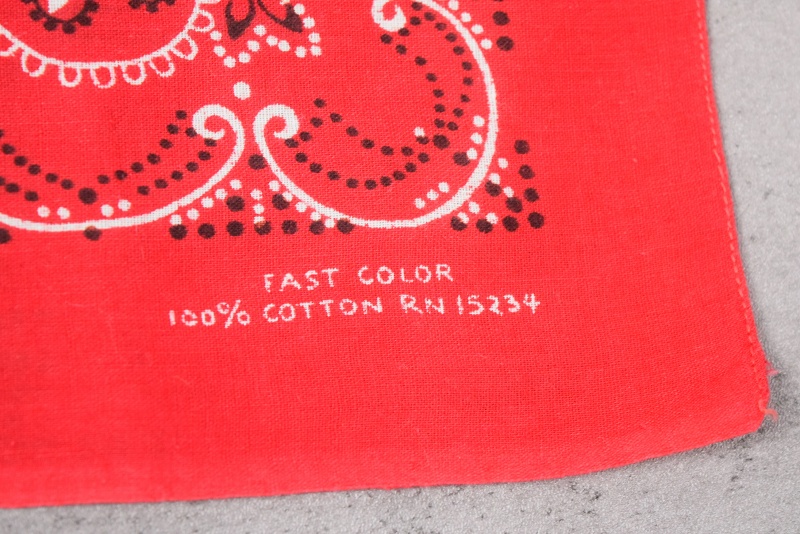 FAST COLOR
100% COTTON RN 15234